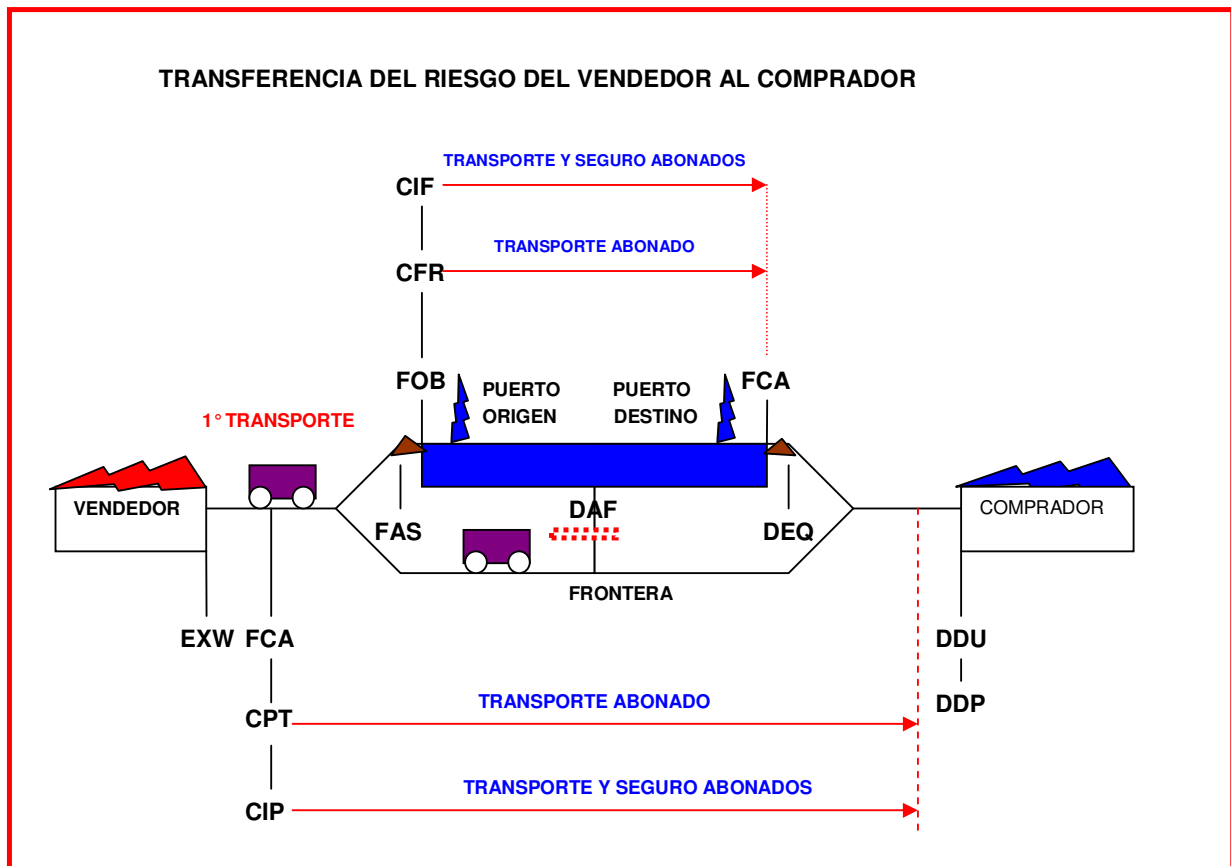 TRANSFERENCIA DEL RIESGO DEL VENDEDOR AL COMPRADOR
TRANSPORTE Y SEGURO ABONADOS
CIF
TRANSPORTE ABONADO
CFR
FOB
PUERTO
ORIGEN
PUERTO
DESTINO
FCA
1° TRANSPORTE
VENDEDOR
COMPRADOR
FAS
DAF
DEQ
FRONTERA
EXW
FCA
DDU
TRANSPORTE ABONADO
DDP
CPT
TRANSPORTE Y SEGURO ABONADOS
CIP